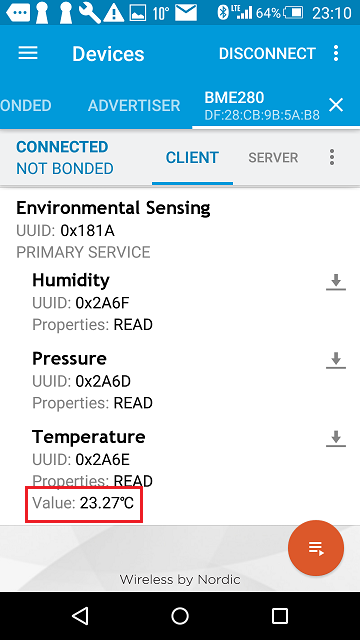 10° 64% 23:10
Devices DISCONNECT
ONDED ADVERTISER BME280
DF:28:CB:9B:5A:B8
CONNECTED
NOT BONDED
CLIENT SERVER
Environmental Sensing
UUID: 0x181A
PRIMARY SERVICE
Humidity
UUID: 0x2A6F
Properties: READ
Pressure
UUID: 0x2A6D
Properties: READ
Temperature
UUID: 0x2A6E
Properties: READ
Value: 23.27°C
Wireless by Nordic